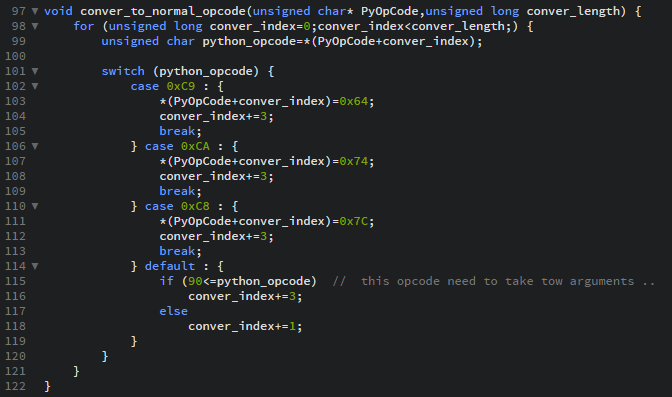 97 ▼ void conver_to_normal_opcode(unsigned char* PyOpCode,unsigned long conver_length) {
98 ▼     for (unsigned long conver_index=0;conver_index<conver_length;) {
99           unsigned char python_opcode=*(PyOpCode+conver_index);
100
101 ▼         switch (python_opcode) {
102 ▼             case 0xC9 : {
103                   *(PyOpCode+conver_index)=0x64;
104                   conver_index+=3;
105                   break;
106 ▼             } case 0xCA : {
107                   *(PyOpCode+conver_index)=0x74;
108                   conver_index+=3;
109                   break;
110 ▼             } case 0xC8 : {
111                   *(PyOpCode+conver_index)=0x7C;
112                   conver_index+=3;
113                   break;
114 ▼             } default : {
115                   if (90<=python_opcode)  //  this opcode need to take tow arguments ..
116                       conver_index+=3;
117                   else
118                       conver_index+=1;
119               }
120           }
121       }
122   }